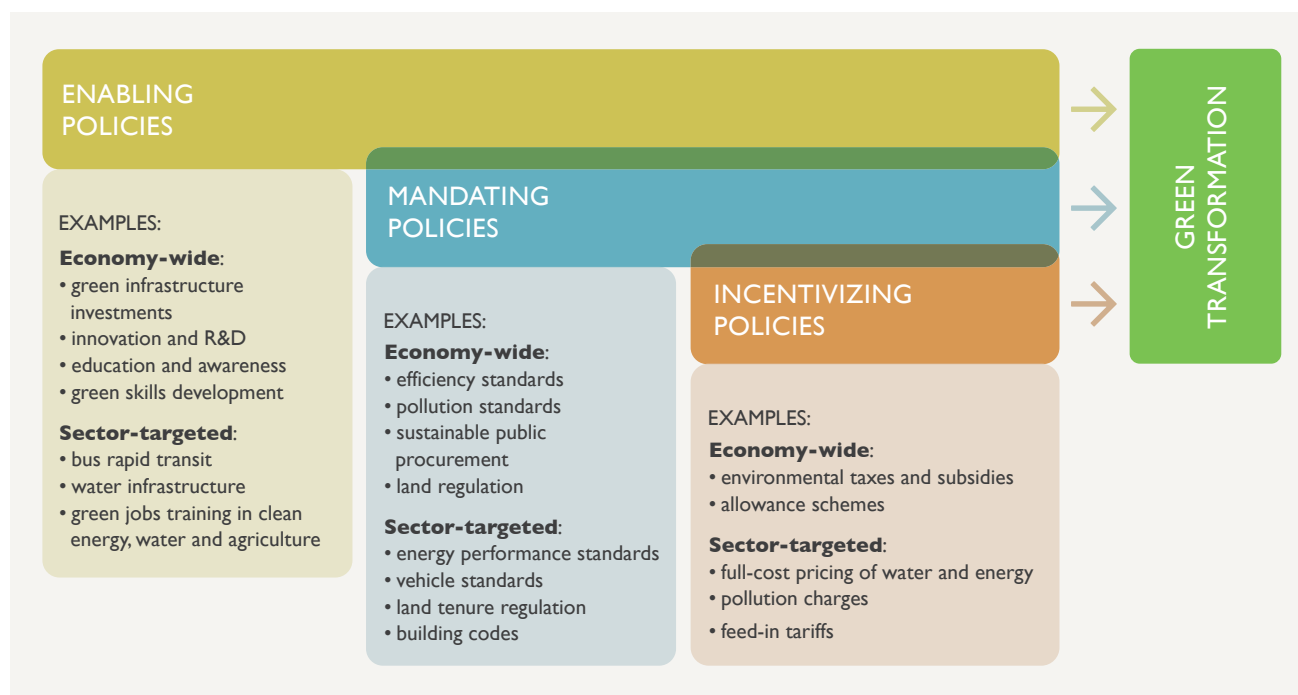 ENABLING
POLICIES
EXAMPLES:
Economy-wide:
• green infrastructure
investments
• innovation and R&D
• education and awareness
• green skills development
Sector-targeted:
• bus rapid transit
• water infrastructure
• green jobs training in clean
energy, water and agriculture
MANDATING
POLICIES
EXAMPLES:
Economy-wide:
• efficiency standards
• pollution standards
• sustainable public
procurement
• land regulation
Sector-targeted:
• energy performance standards
• vehicle standards
• land tenure regulation
• building codes
INCENTIVIZING
POLICIES
EXAMPLES:
Economy-wide:
• environmental taxes and subsidies
• allowance schemes
Sector-targeted:
• full-cost pricing of water and energy
• pollution charges
• feed-in tariffs
GREEN
TRANSFORMATION